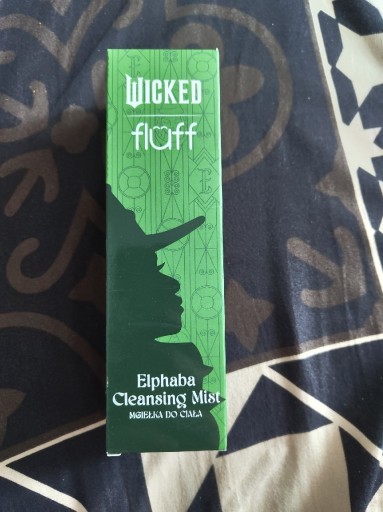 WICKED
fluff
Elphaba
Cleansing Mist
MGIEŁKA DO CIAŁA